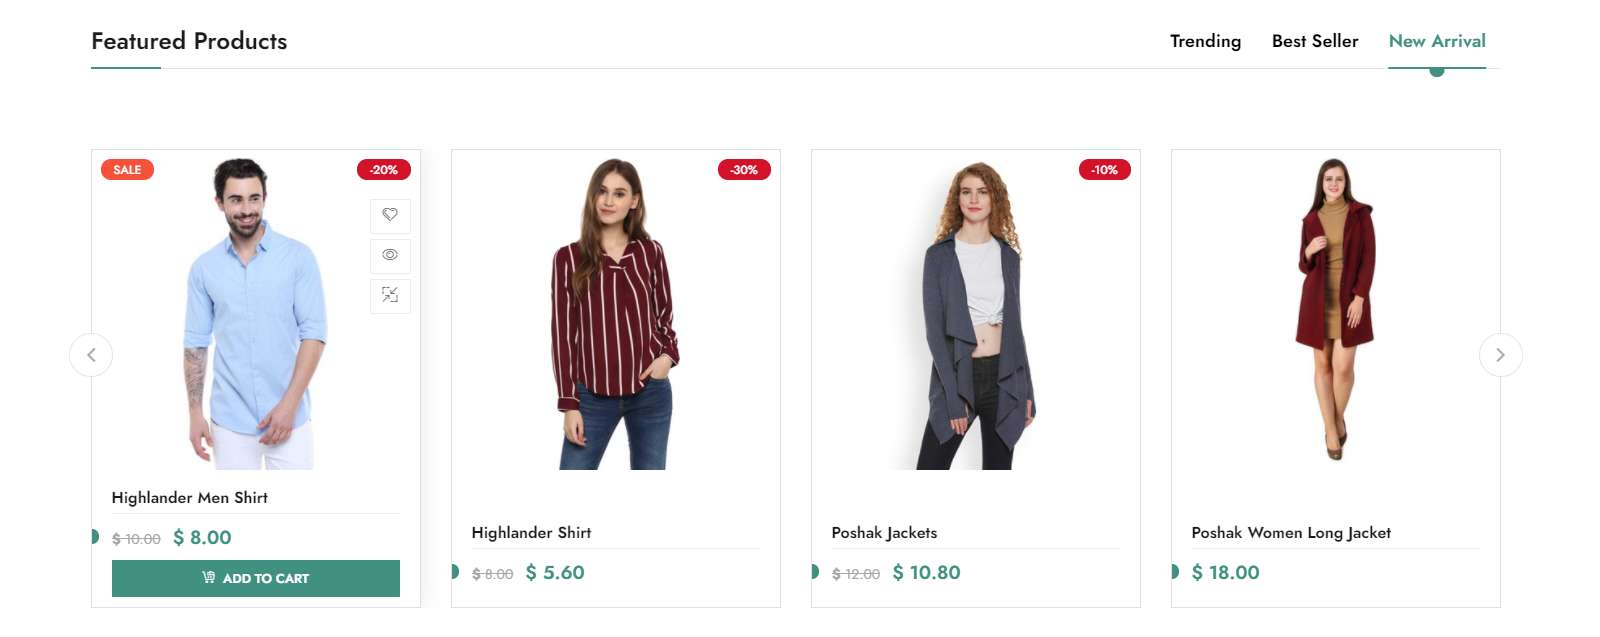 Featured Products
Trending
Best Seller
New Arrival
SALE
-20%
Highlander Men Shirt
$ 10.00 $ 8.00
ADD TO CART
-30%
Highlander Shirt
$ 8.00 $ 5.60
-10%
Poshak Jackets
$ 12.00 $ 10.80
Poshak Women Long Jacket
$ 18.00